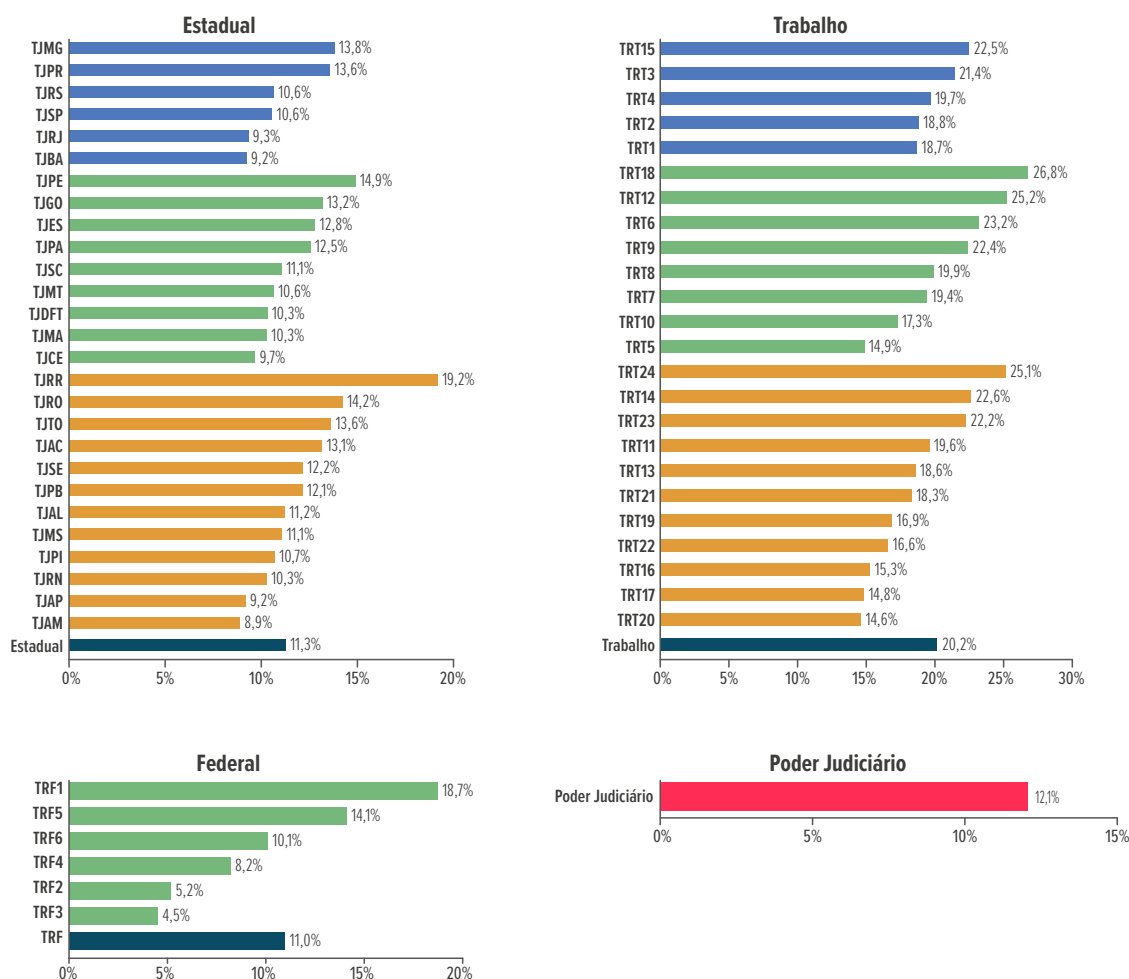 Estadual
TJMG 13,8%
TJPR 13,6%
TJRS 10,6%
TJSP 10,6%
TJRJ 9,3%
TJBA 9,2%
TJPE 14,9%
TJGO 13,2%
TJES 12,8%
TJPA 12,5%
TJSC 11,1%
TJMT 10,6%
TJDFT 10,3%
TJMA 10,3%
TJCE 9,7%
TJRR 19,2%
TJRO 14,2%
TJTO 13,6%
TJAC 13,1%
TJSE 12,2%
TJPB 12,1%
TJAL 11,2%
TJMS 11,1%
TJPI 10,7%
TJRN 10,3%
TJAP 9,2%
TJAM 8,9%
Estadual 11,3%
0% 5% 10% 15% 20%
Trabalho
TRT15 22,5%
TRT3 21,4%
TRT4 19,7%
TRT2 18,8%
TRT1 18,7%
TRT18 26,8%
TRT12 25,2%
TRT6 23,2%
TRT9 22,4%
TRT8 19,9%
TRT7 19,4%
TRT10 17,3%
TRT5 14,9%
TRT24 25,1%
TRT14 22,6%
TRT23 22,2%
TRT11 19,6%
TRT13 18,6%
TRT21 18,3%
TRT19 16,9%
TRT22 16,6%
TRT16 15,3%
TRT17 14,8%
TRT20 14,6%
Trabalho 20,2%
0% 5% 10% 15% 20% 25% 30%
Federal
TRF1 18,7%
TRF5 14,1%
TRF6 10,1%
TRF4 8,2%
TRF2 5,2%
TRF3 4,5%
TRF 11,0%
0% 5% 10% 15% 20%
Poder Judiciário
Poder Judiciário 12,1%
0% 5% 10% 15%